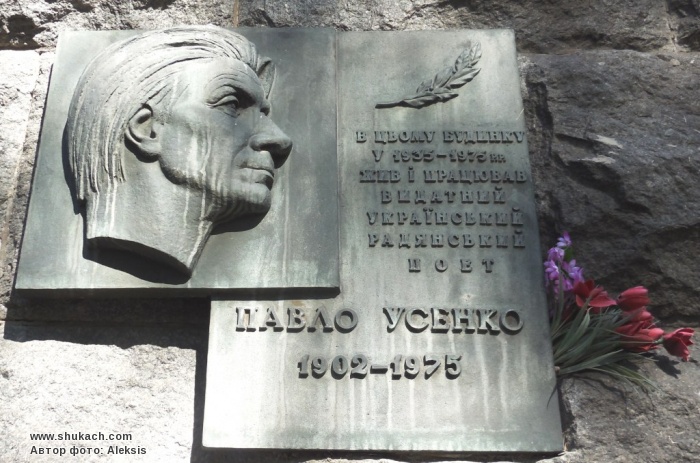 В ЦЬОМУ БУДИНКУ
У 1935–1975 РР.
ЖИВ І ПРАЦЮВАВ
ВИДАТНИЙ
УКРАЇНСЬКИЙ
РАДЯНСЬКИЙ
ПОЕТ
ПАВЛО УСЕНКО
1902–1975
www.shukach.com
Автор фото: Aleksis